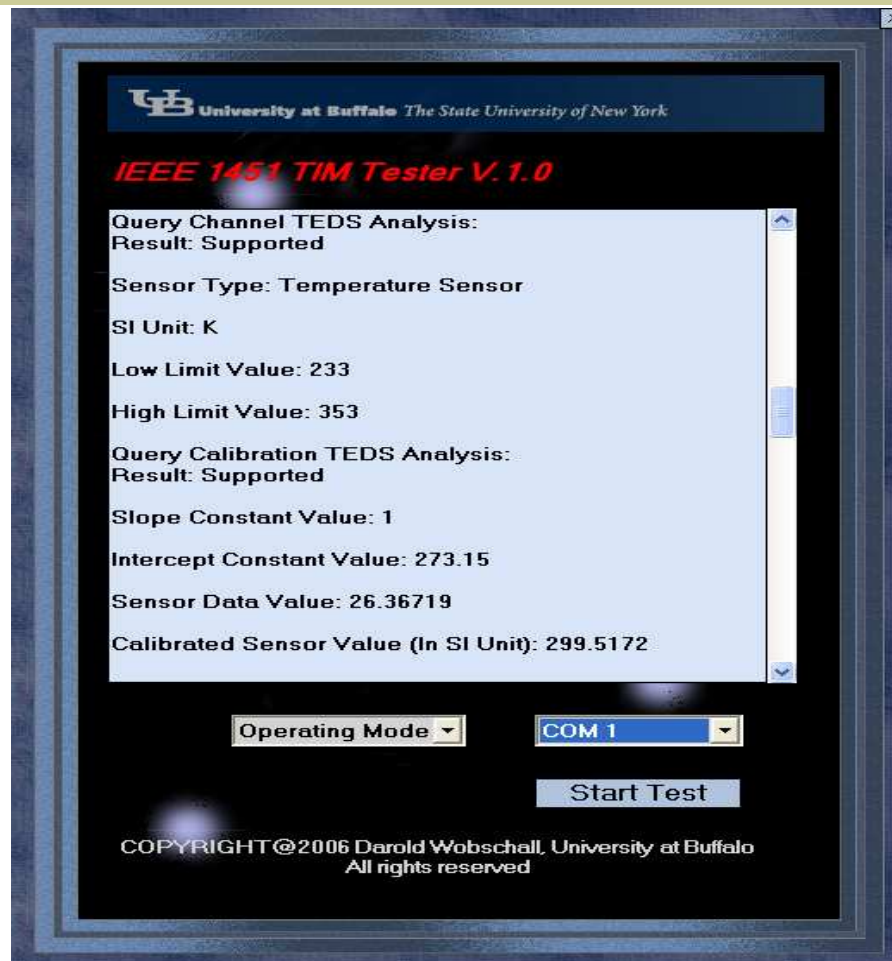 UB University at Buffalo The State University of New York
IEEE 1451 TIM Tester V.1.0
Query Channel TEDS Analysis:
Result: Supported
Sensor Type: Temperature Sensor
SI Unit: K
Low Limit Value: 233
High Limit Value: 353
Query Calibration TEDS Analysis:
Result: Supported
Slope Constant Value: 1
Intercept Constant Value: 273.15
Sensor Data Value: 26.36719
Calibrated Sensor Value (In SI Unit): 299.5172
Operating Mode
COM 1
Start Test
COPYRIGHT@2006 Darold Wobschall, University at Buffalo
All rights reserved